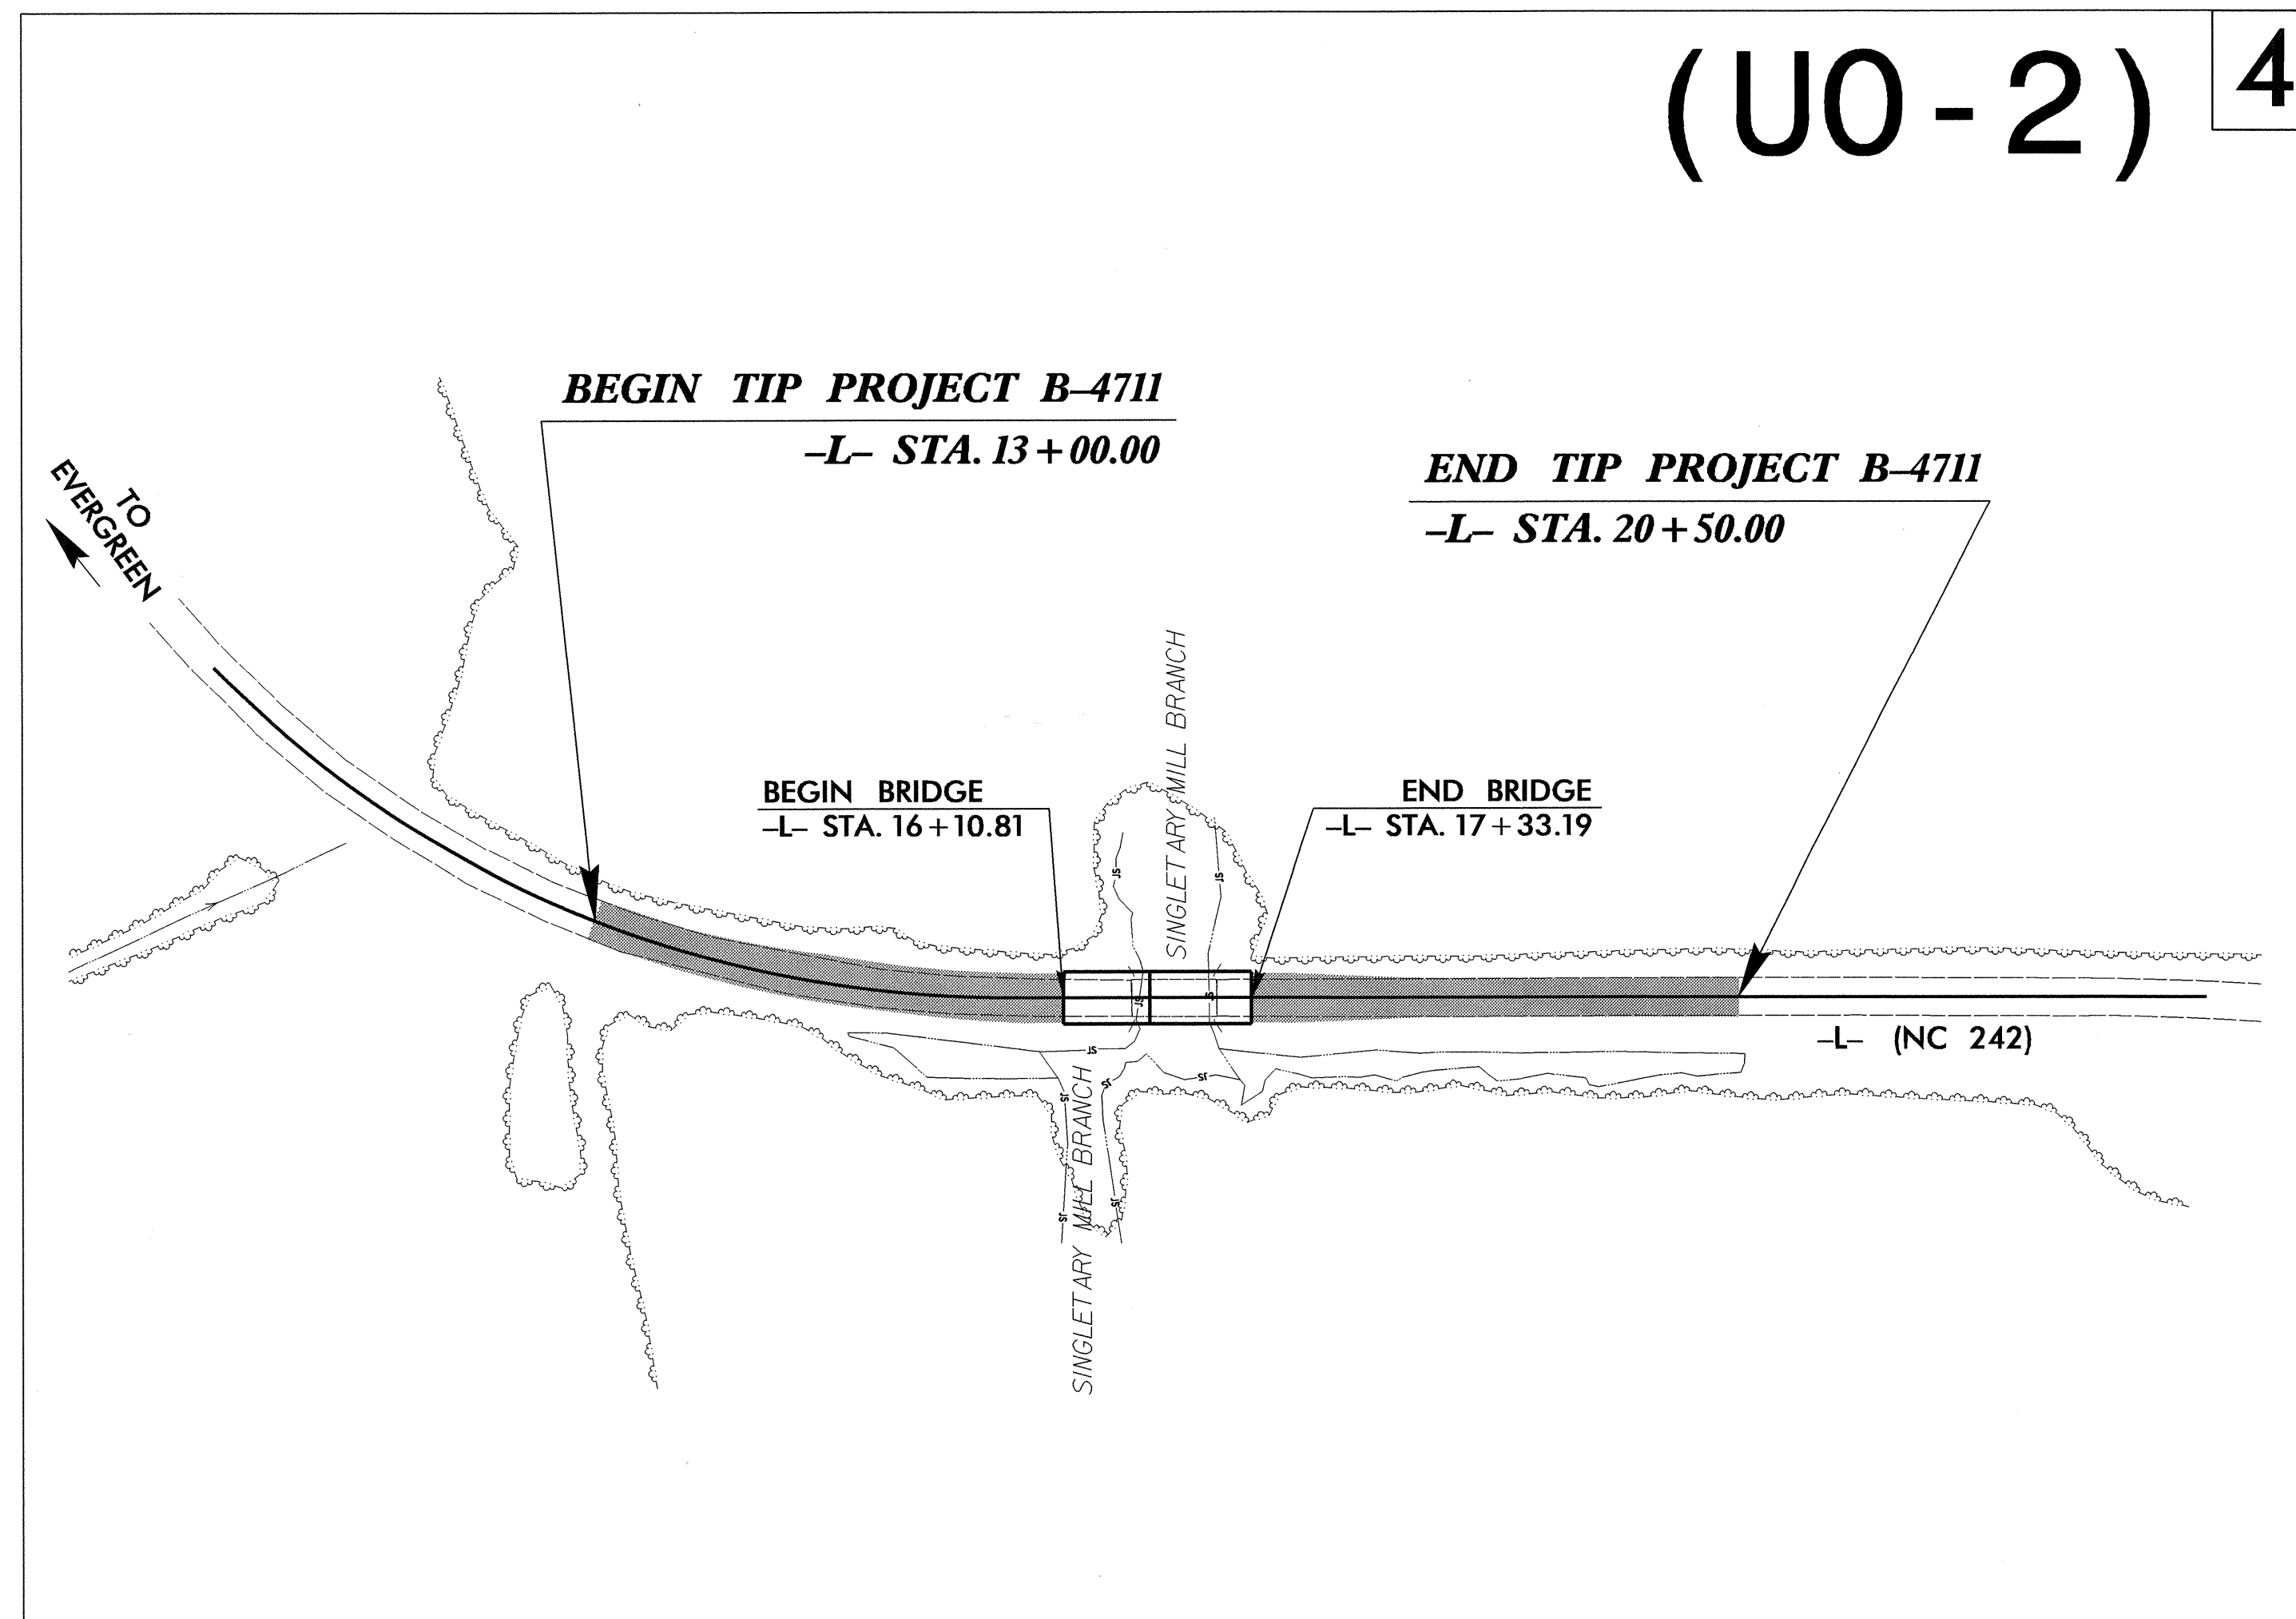 (UO-2)
4
BEGIN TIP PROJECT B–4711
–L– STA. 13+00.00
END TIP PROJECT B–4711
–L– STA. 20+50.00
TO
EVERGREEN
SINGLETARY MILL BRANCH
BEGIN BRIDGE
–L– STA. 16+10.81
END BRIDGE
–L– STA. 17+33.19
–L– (NC 242)
SINGLETARY MILL BRANCH